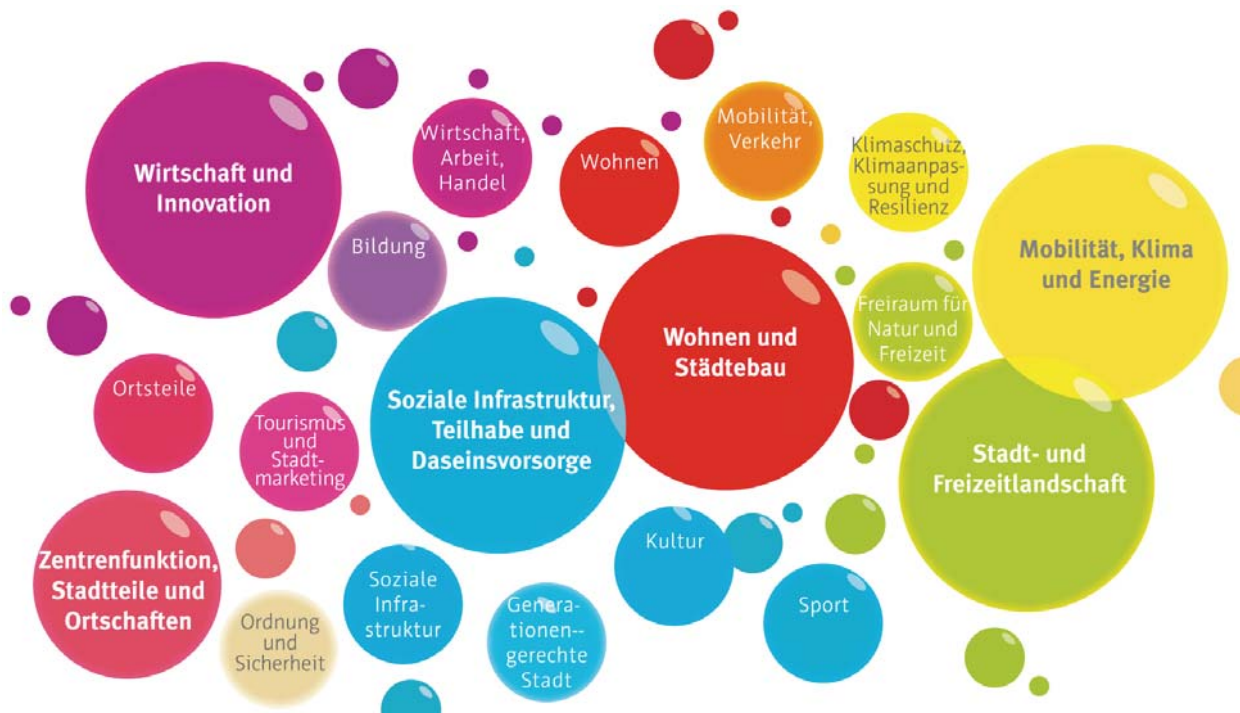 Wirtschaft und
Innovation
Wirtschaft,
Arbeit,
Handel
Bildung
Wohnen
Mobilität,
Verkehr
Klimaschutz,
Klimaanpas-
sung und
Resilienz
Mobilität, Klima
und Energie
Freiraum für
Natur und
Freizeit
Wohnen und
Städtebau
Soziale Infrastruktur,
Teilhabe und
Daseinsvorsorge
Ortsteile
Tourismus
und
Stadt-
marketing
Stadt- und
Freizeitlandschaft
Zentrenfunktion,
Stadtteile und
Ortschaften
Ordnung
und
Sicherheit
Soziale
Infra-
struktur
Genera-
tionen--
gerechte
Stadt
Kultur
Sport